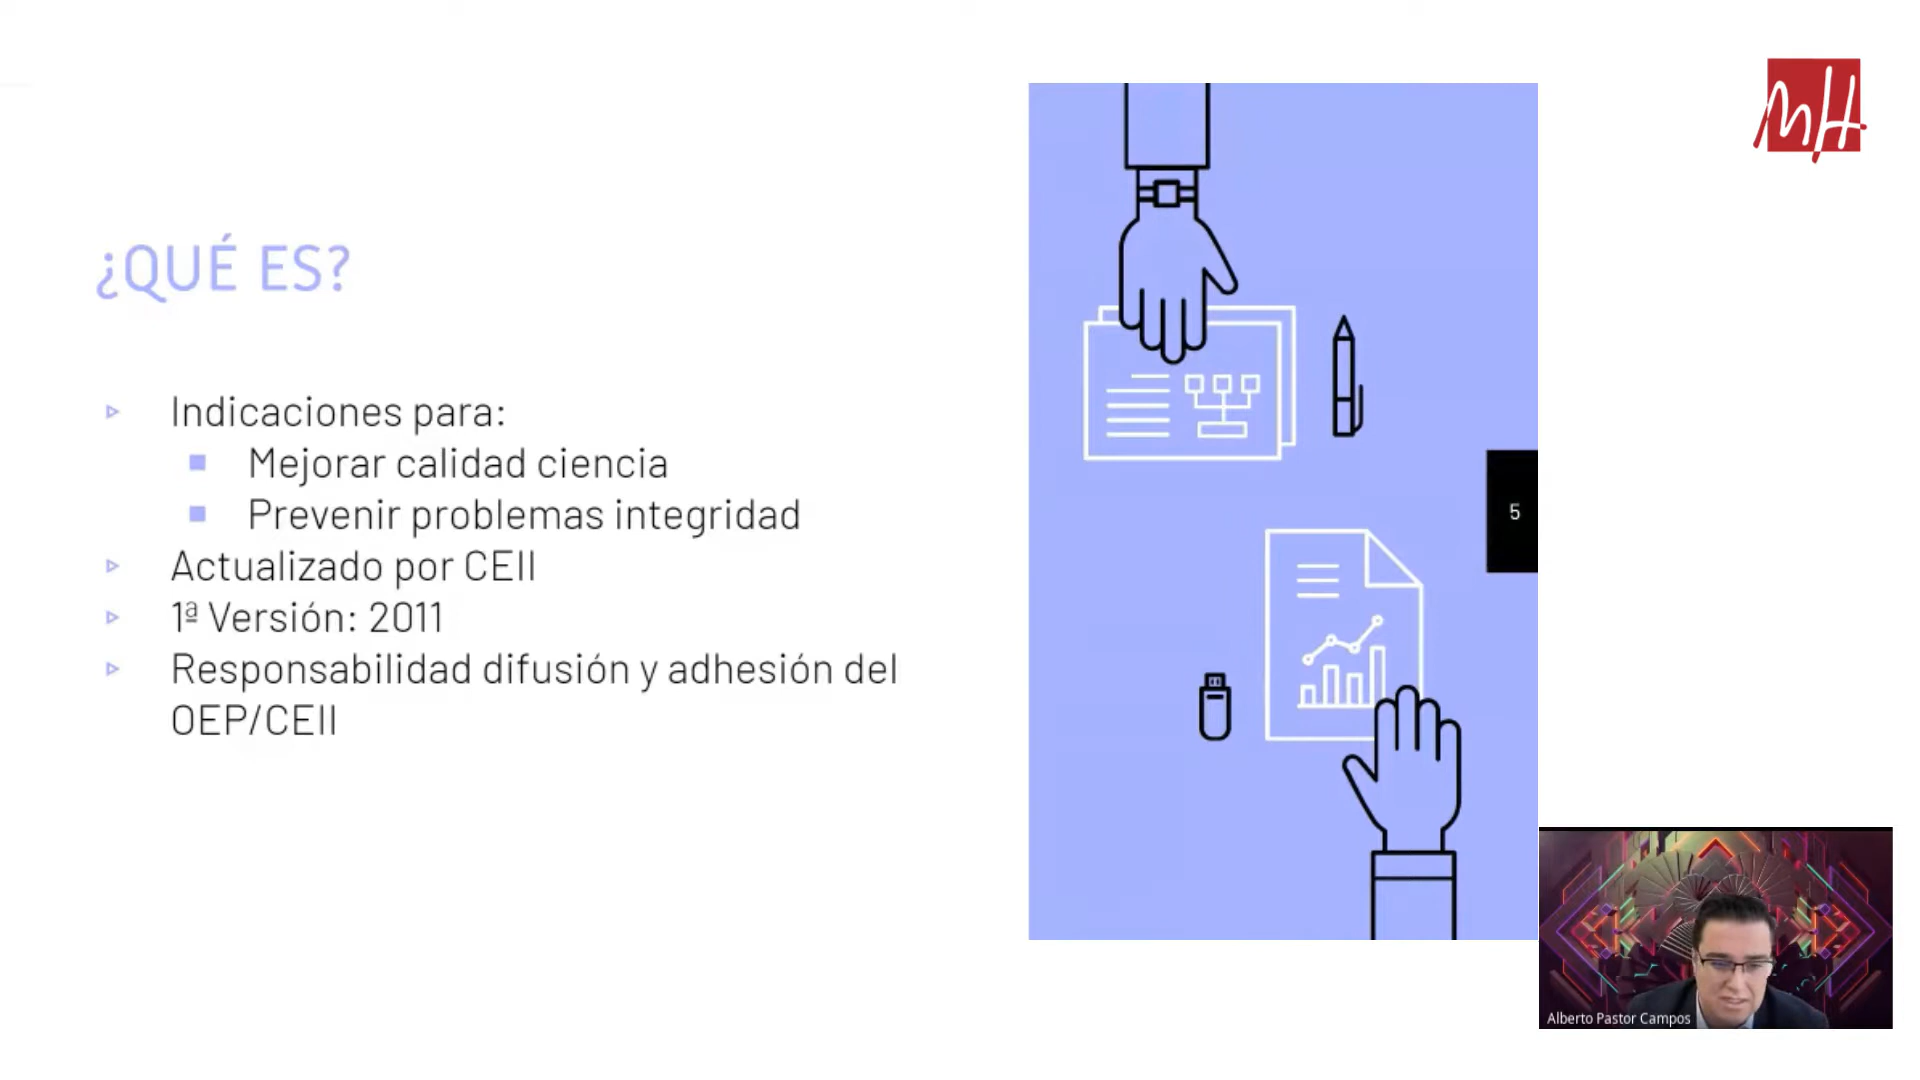 MH
¿QUÉ ES?
Indicaciones para:
Mejorar calidad ciencia
Prevenir problemas integridad
Actualizado por CEII
1ª Versión: 2011
Responsabilidad difusión y adhesión del
OEP/CEII
5
Alberto Pastor Campos